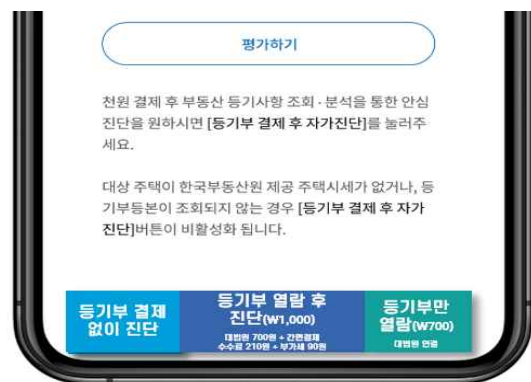 평가하기
천원 결제 후 부동산 등기사항 조회·분석을 통한 안심
진단을 원하시면 [등기부 결제 후 자가진단]를 눌러주
세요.
대상 주택이 한국부동산원 제공 주택시세가 없거나, 등
기부등본이 조회되지 않는 경우 [등기부 결제 후 자가
진단]버튼이 비활성화 됩니다.
등기부 결제
없이 진단
등기부 열람 후
진단(₩1,000)
대법원 700원 + 간편결제
수수료 210원 + 부가세 90원
등기부만
열람(₩700)
대법원 연결